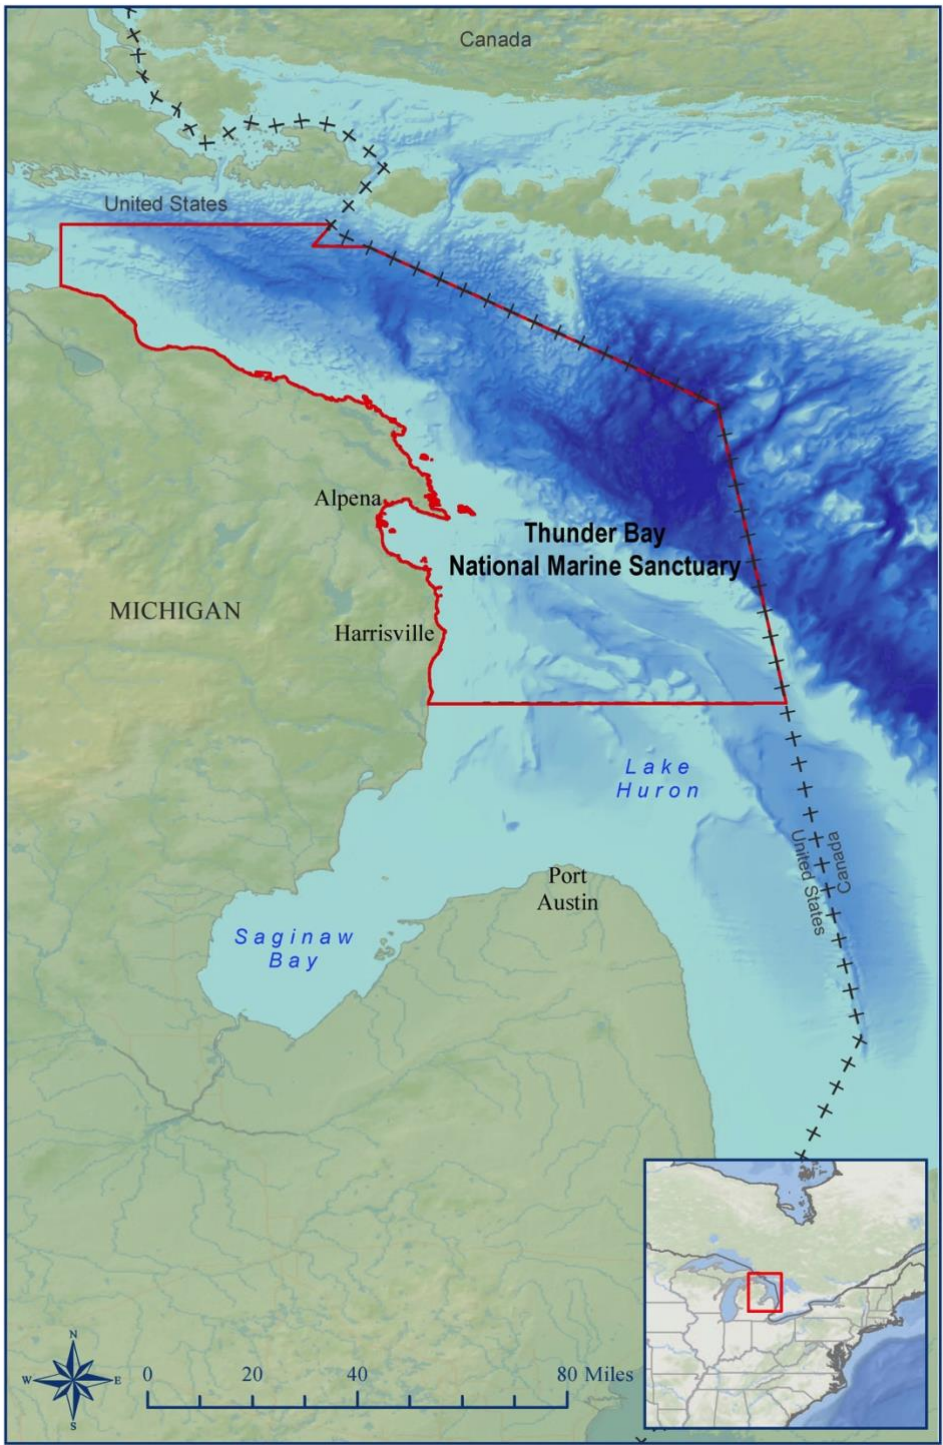 Canada
United States
Alpena
Thunder Bay
National Marine Sanctuary
MICHIGAN
Harrisville
Lake
Huron
Canada
United States
Port
Austin
Saginaw
Bay
N
W
E
S
0 20 40 80 Miles